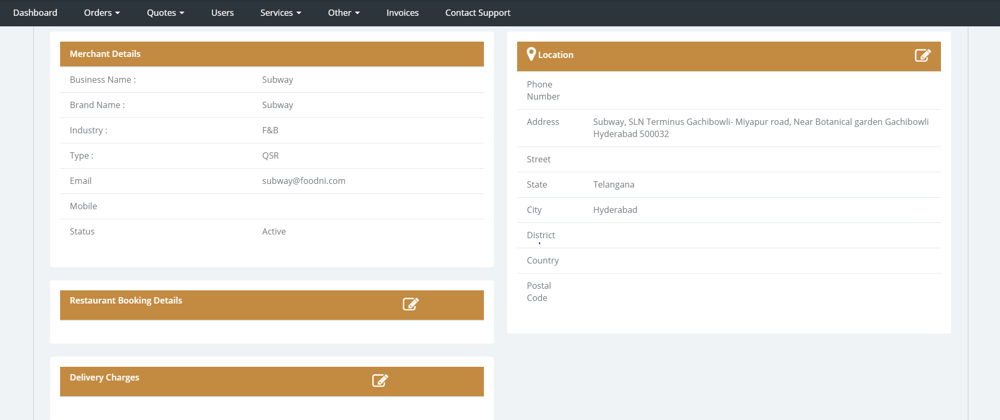 Dashboard Orders Quotes Users Services Other Invoices Contact Support
Merchant Details
Business Name : Subway
Brand Name : Subway
Industry : F&B
Type : QSR
Email subway@foodni.com
Mobile
Status Active
Restaurant Booking Details
Delivery Charges
Location
Phone
Number
Address Subway, SLN Terminus Gachibowli- Miyapur road, Near Botanical garden Gachibowli
Hyderabad 500032
Street
State Telangana
City Hyderabad
District
Country
Postal
Code